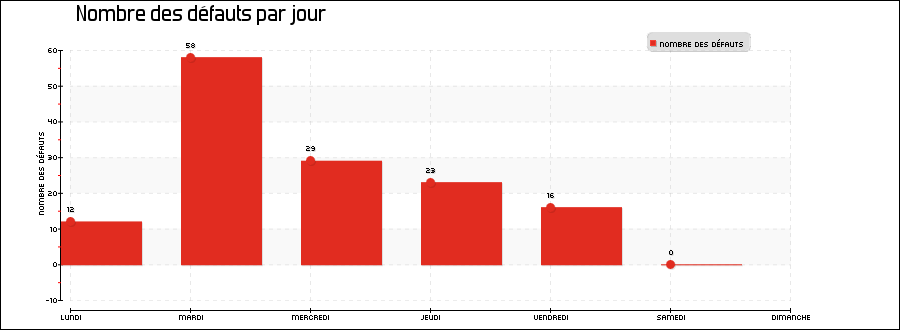 Nombre des défauts par jour
NOMBRE DES DÉFAUTS
60
50
40
30
20
10
0
-10
NOMBRE DES DÉFAUTS
12
58
29
23
16
0
LUNDI
MARDI
MERCREDI
JEUDI
VENDREDI
SAMEDI
DIMANCHE